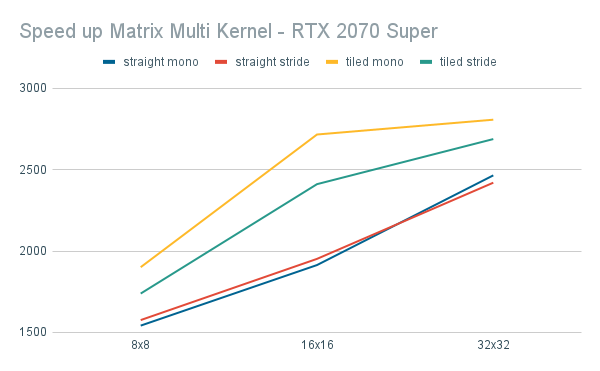 Speed up Matrix Multi Kernel - RTX 2070 Super
straight mono straight stride tiled mono tiled stride
3000
2500
2000
1500
8x8 16x16 32x32